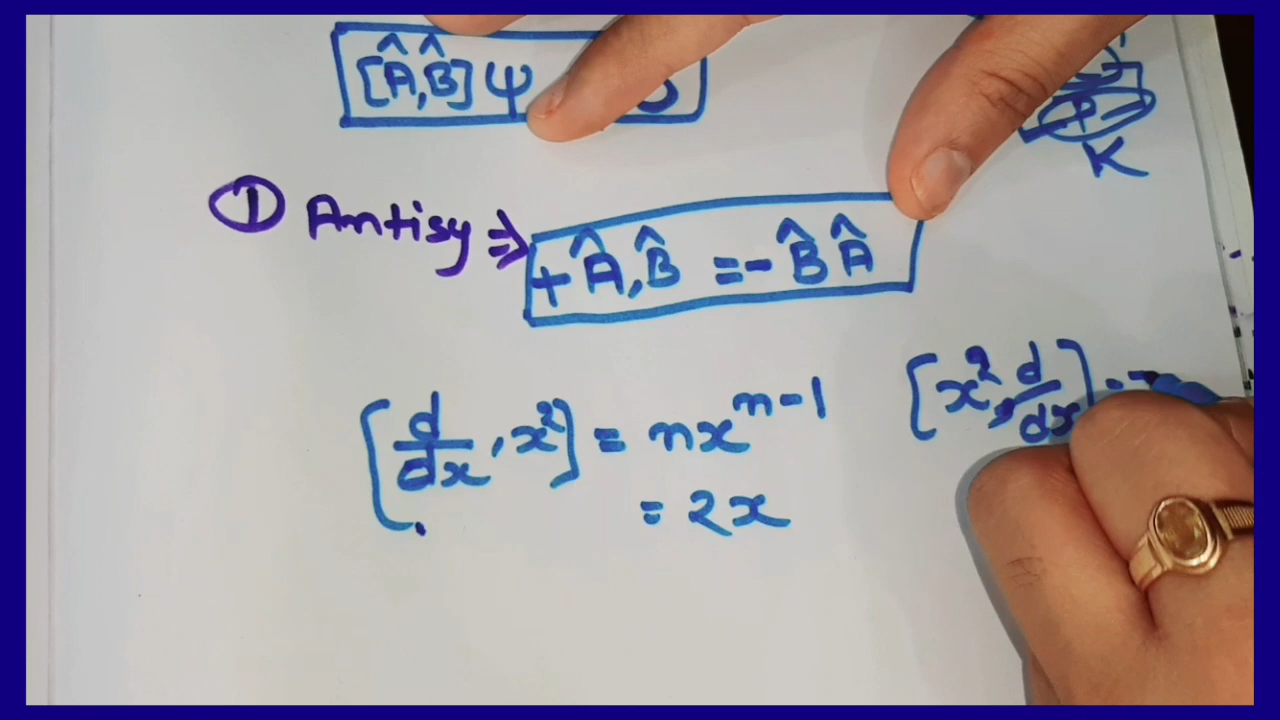 [Â,B̂]ψ
K
① Antisy ⇒ +Â,B̂ = - B̂ Â
[d/dx, x²] = nx^(n-1)
= 2x
[x², d/dx]